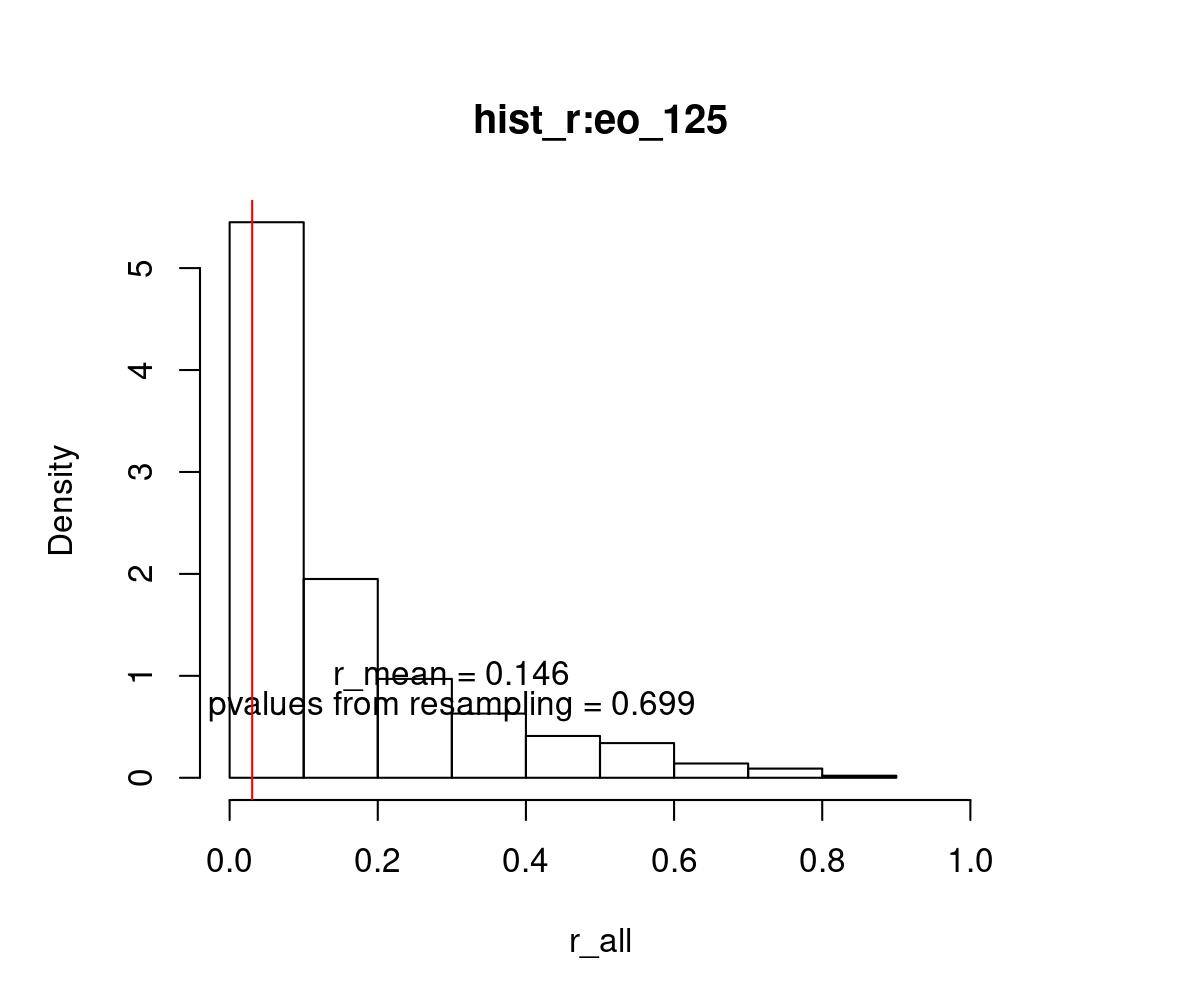 hist_r:eo_125
Density
5
4
3
2
1
0
r_mean = 0.146
pvalues from resampling = 0.699
0.0 0.2 0.4 0.6 0.8 1.0
r_all